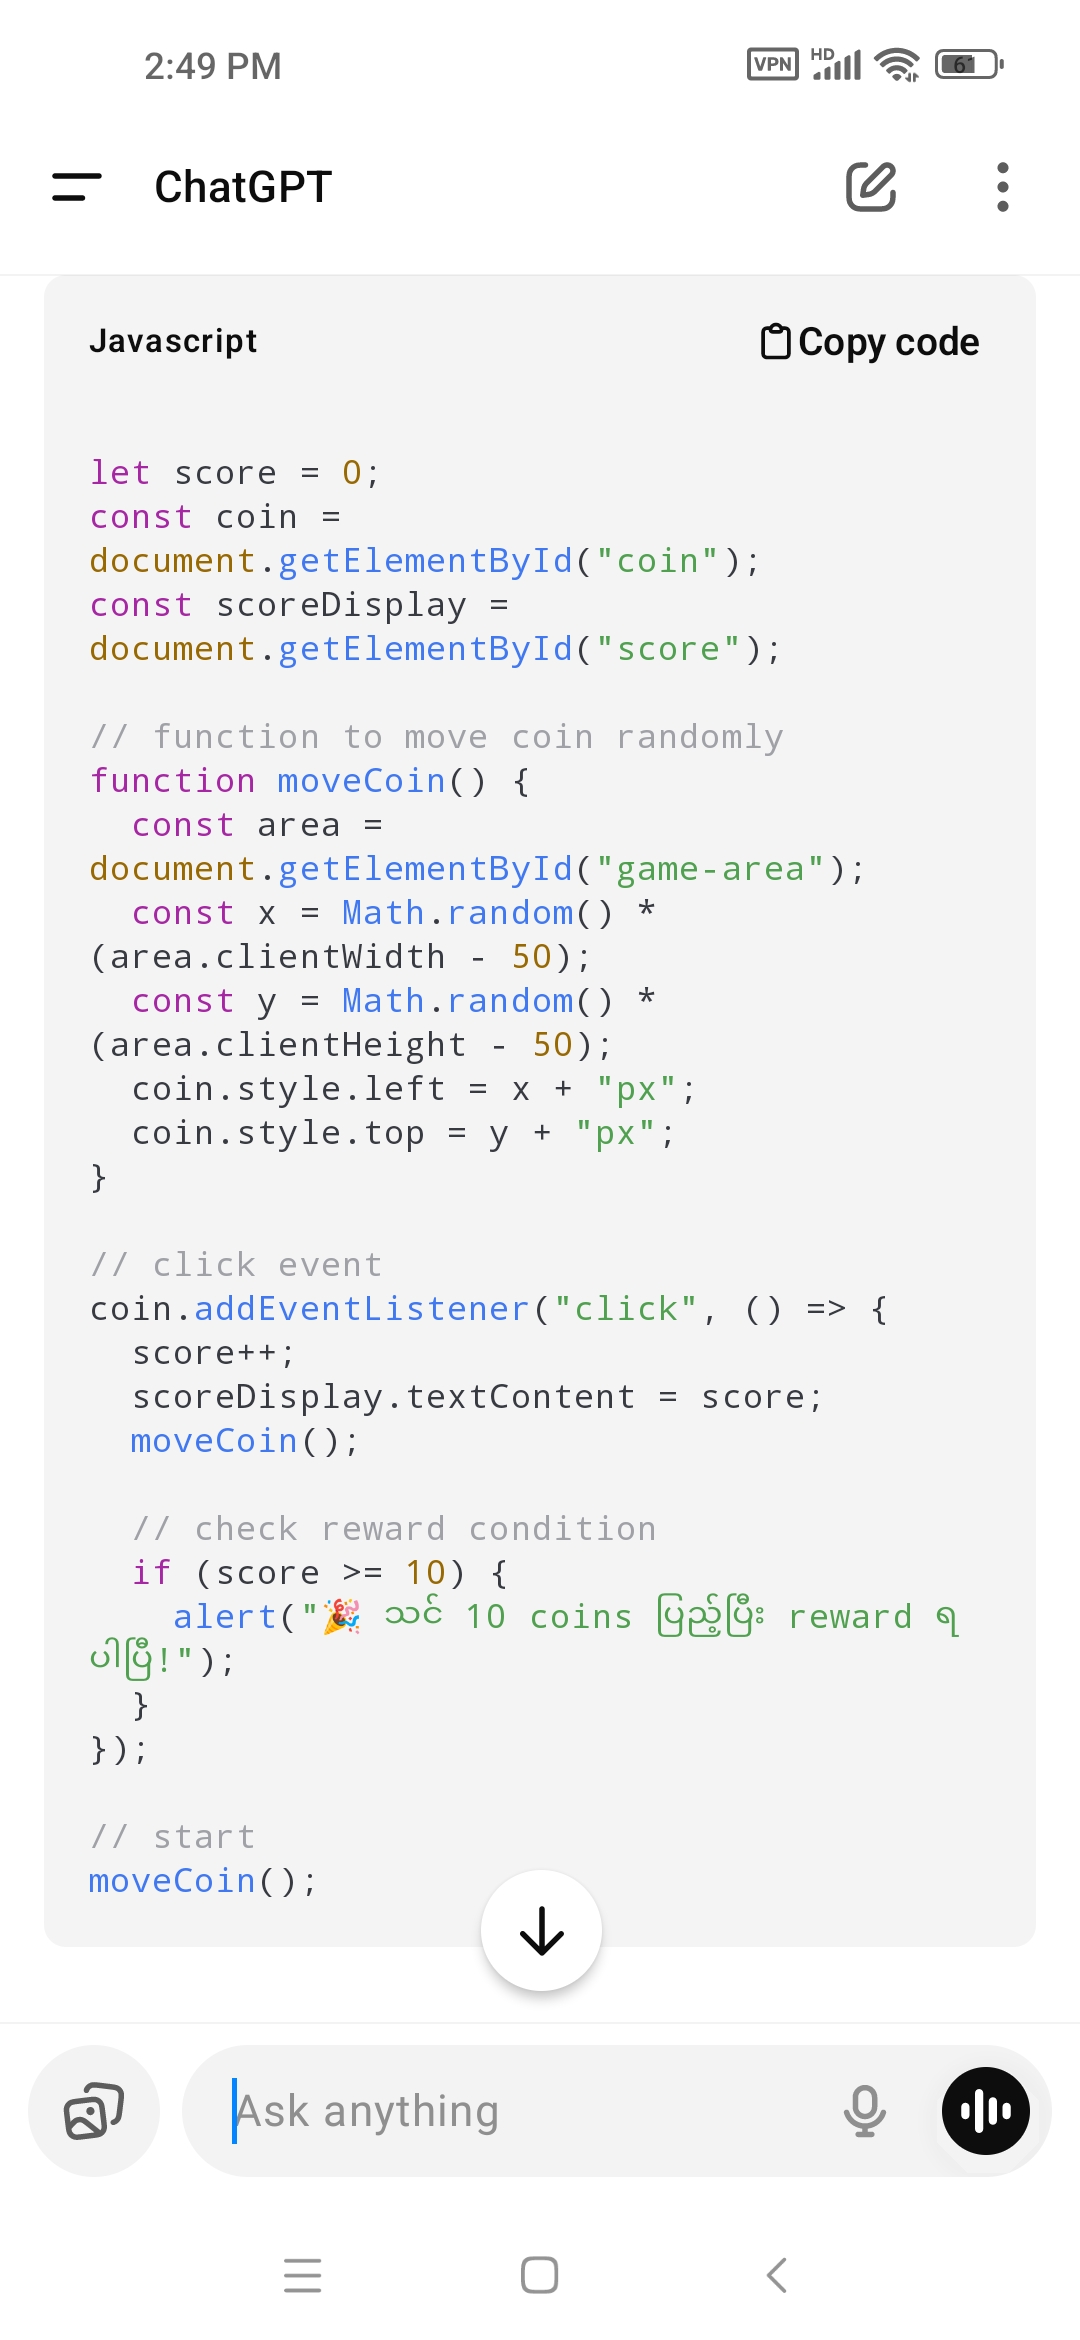 2:49 PM
VPN
HD
61
ChatGPT
Javascript
Copy code
let score = 0;
const coin =
document.getElementById("coin");
const scoreDisplay =
document.getElementById("score");
// function to move coin randomly
function moveCoin() {
  const area =
document.getElementById("game-area");
  const x = Math.random() *
(area.clientWidth - 50);
  const y = Math.random() *
(area.clientHeight - 50);
  coin.style.left = x + "px";
  coin.style.top = y + "px";
}
// click event
coin.addEventListener("click", () => {
  score++;
  scoreDisplay.textContent = score;
  moveCoin();
  // check reward condition
  if (score >= 10) {
    alert("🎉 သင် 10 coins ပြည့်ပြီး reward ရ
ပါပြီ!");
  }
});
// start
moveCoin();
Ask anything